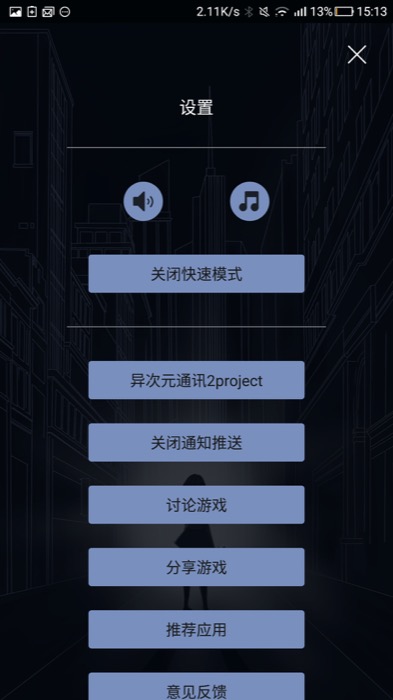 2.11K/s 13% 15:13
设置
关闭快速模式
异次元通讯2project
关闭通知推送
讨论游戏
分享游戏
推荐应用
意见反馈